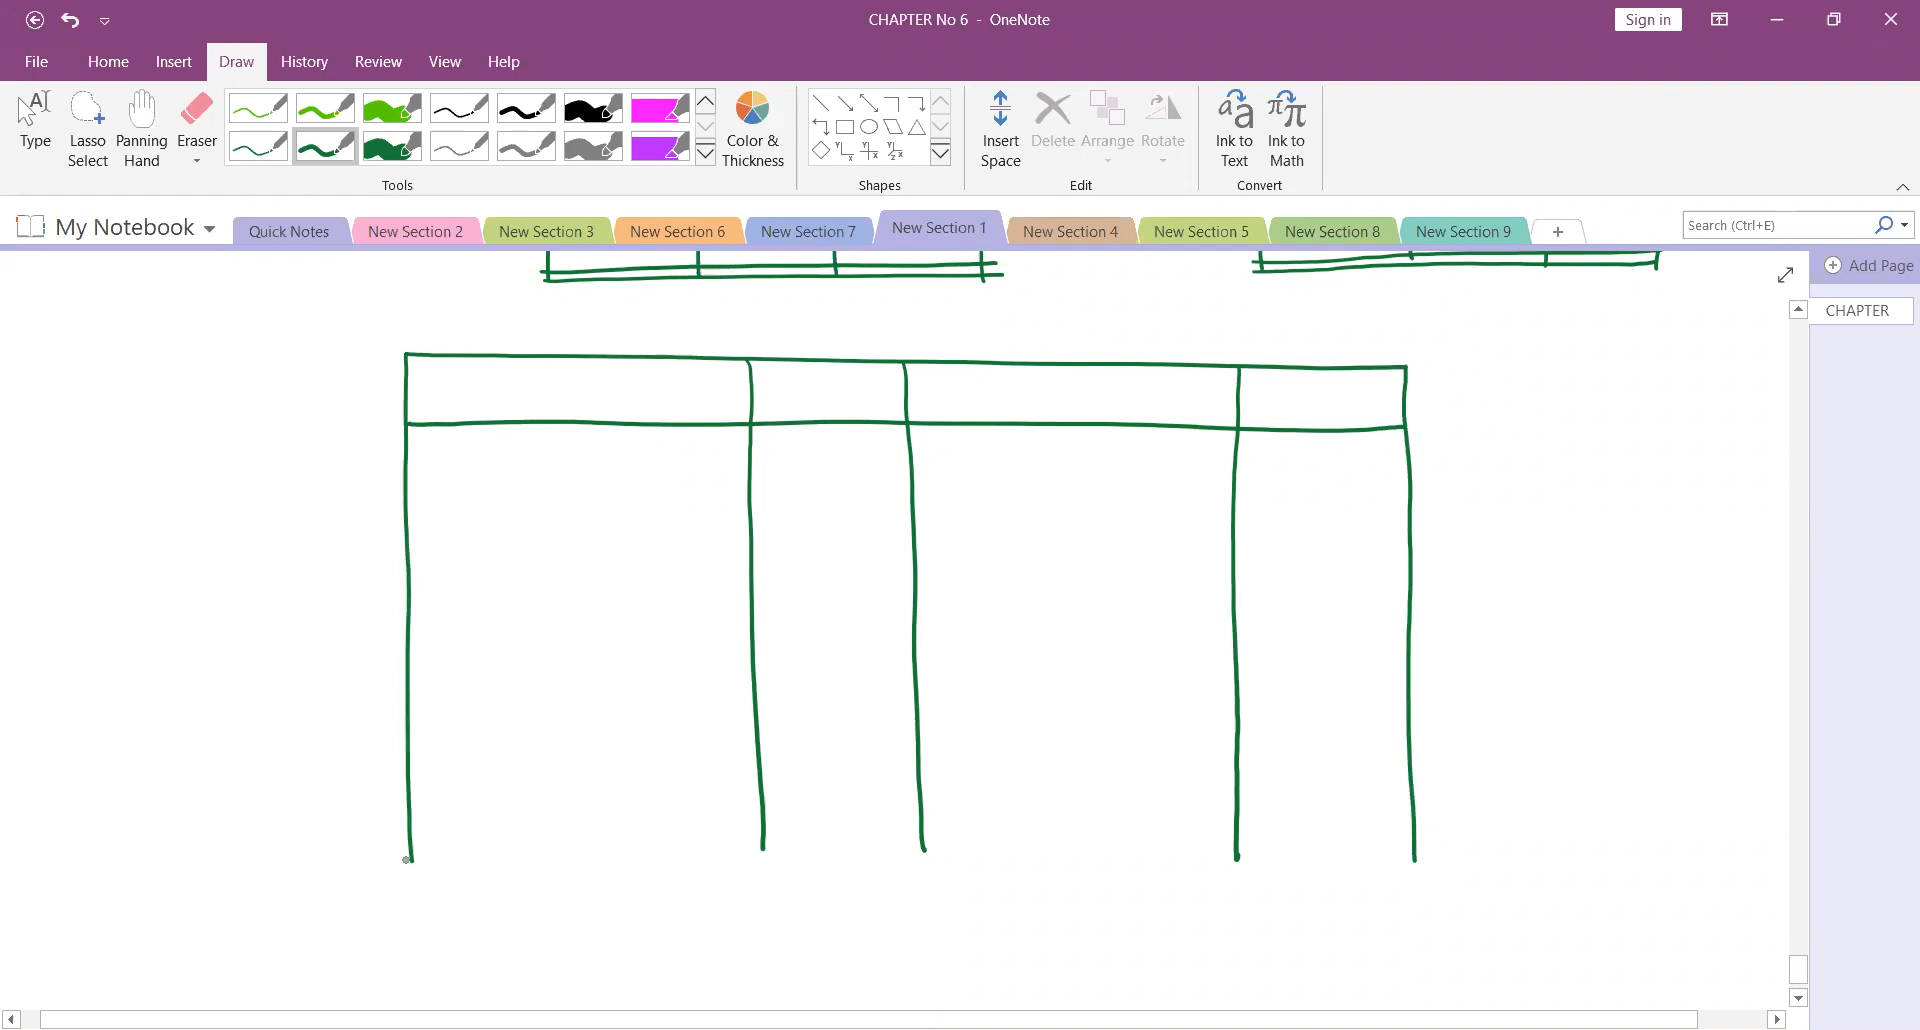 CHAPTER No 6 - OneNote
Sign in
File Home Insert Draw History Review View Help
Type
Lasso Select
Panning Hand
Eraser
Color & Thickness
Insert Space
Delete
Arrange
Rotate
Ink to Text
Ink to Math
Tools
Shapes
Edit
Convert
My Notebook
Quick Notes
New Section 2
New Section 3
New Section 6
New Section 7
New Section 1
New Section 4
New Section 5
New Section 8
New Section 9
Search (Ctrl+E)
Add Page
CHAPTER